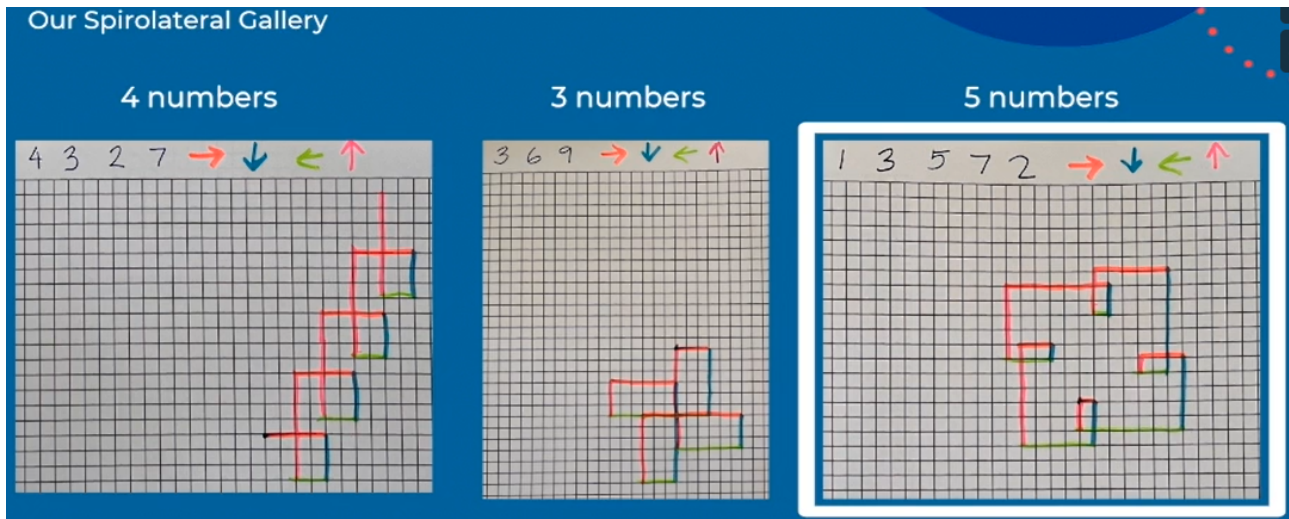 Our Spirolateral Gallery
4 numbers
3 numbers
5 numbers
4 3 2 7 → ↓ ← ↑
3 6 9 → ↓ ← ↑
1 3 5 7 2 → ↓ ← ↑